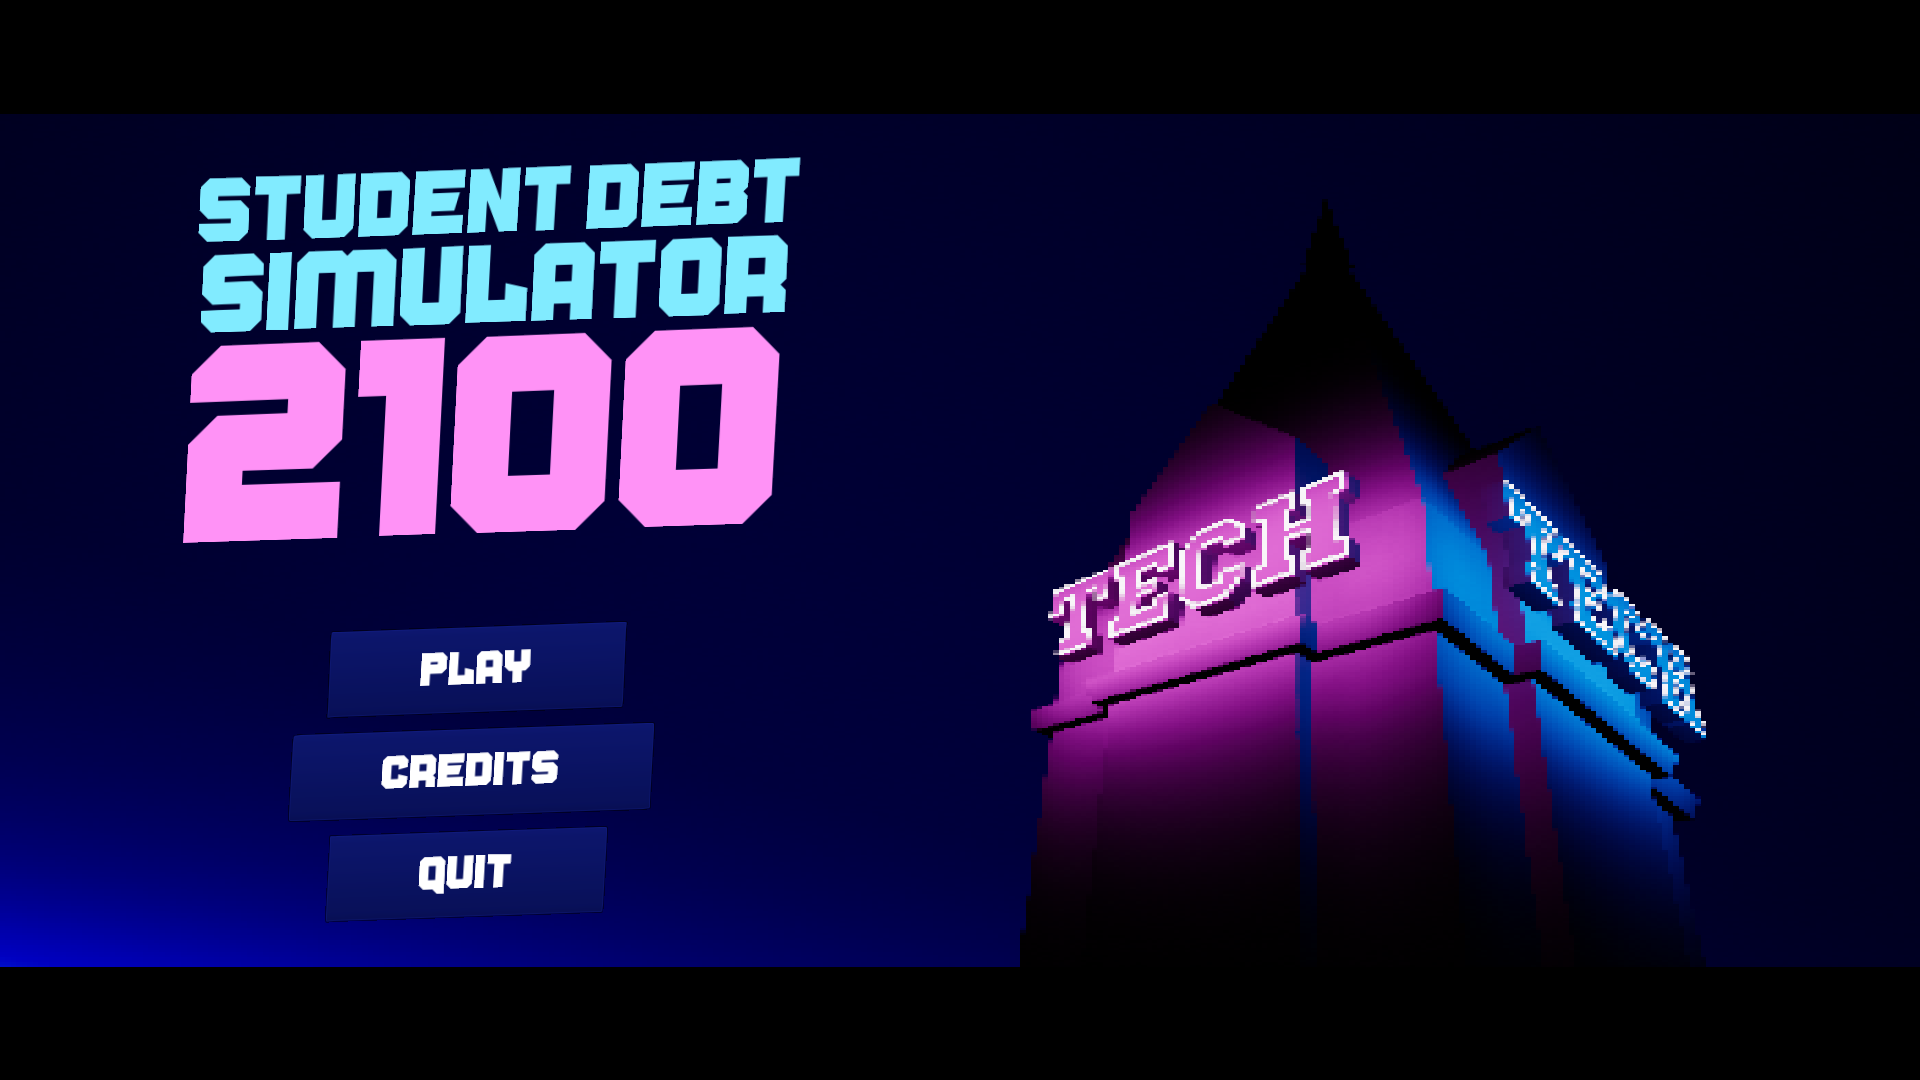 STUDENT DEBT
SIMULATOR
2100
PLAY
CREDITS
QUIT
TECH
TECH